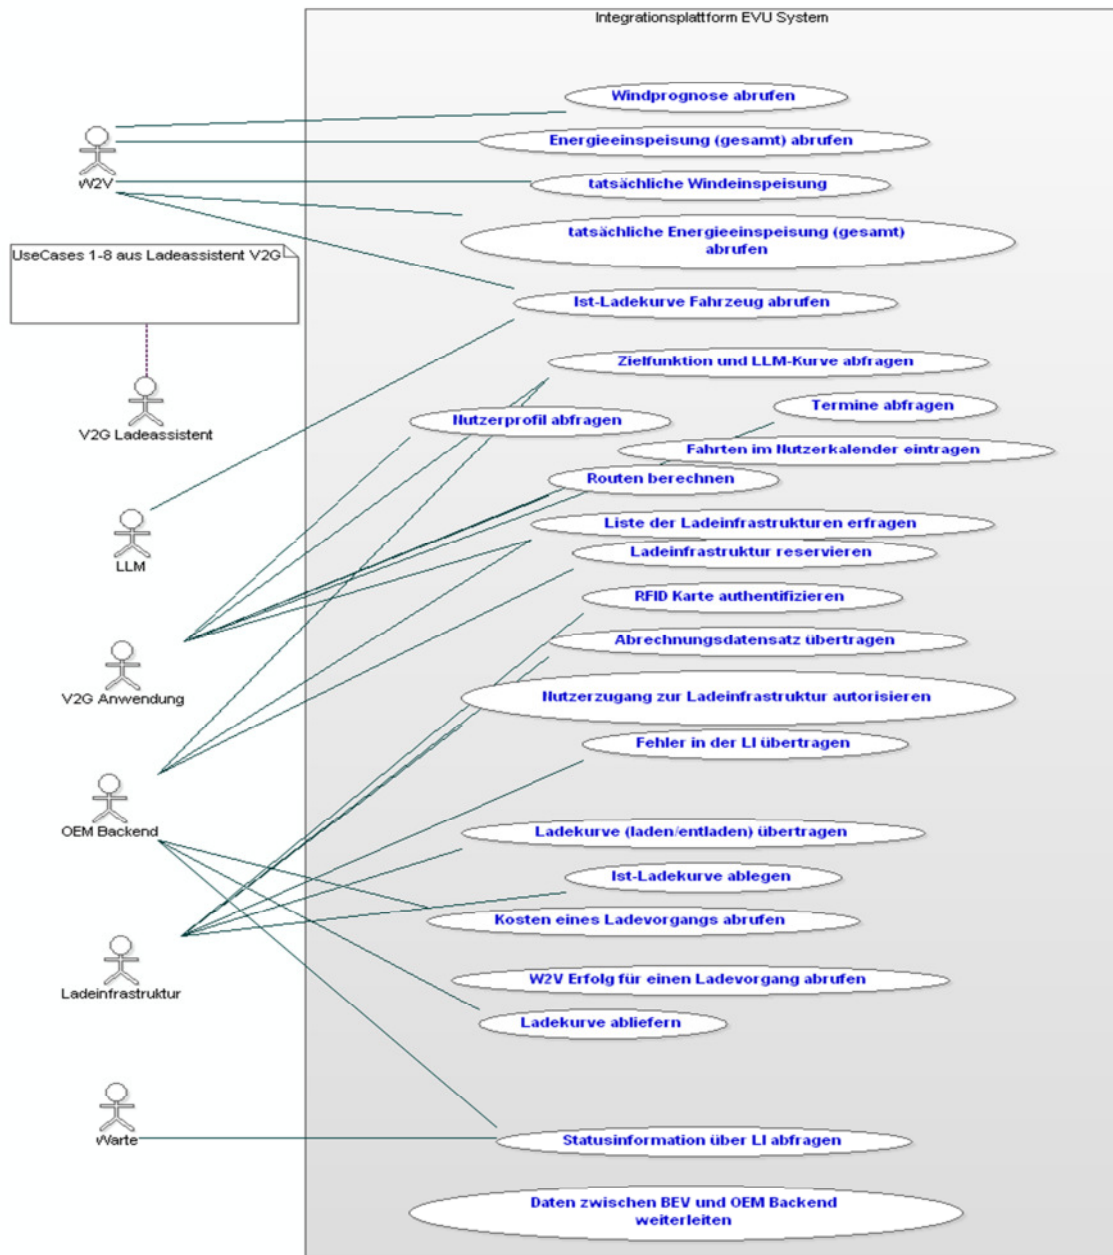 Integrationsplattform EVU System
Windprognose abrufen
Energieeinspeisung (gesamt) abrufen
W2V
tatsächliche Windeinspeisung
tatsächliche Energieeinspeisung (gesamt)
abrufen
UseCases 1-8 aus Ladeassistent V2G
Ist-Ladekurve Fahrzeug abrufen
Zielfunktion und LLM-Kurve abfragen
Termine abfragen
Nutzerprofil abfragen
V2G Ladeassistent
Fahrten im Nutzerkalender eintragen
Routen berechnen
Liste der Ladeinfrastrukturen erfragen
Ladeinfrastruktur reservieren
LLM
RFID Karte authentifizieren
Abrechnungsdatensatz übertragen
Nutzerzugang zur Ladeinfrastruktur autorisieren
V2G Anwendung
Fehler in der LI übertragen
OEM Backend
Ladekurve (laden/entladen) übertragen
Ist-Ladekurve ablegen
Kosten eines Ladevorgangs abrufen
W2V Erfolg für einen Ladevorgang abrufen
Ladeinfrastruktur
Ladekurve abliefern
Warte
Statusinformation über LI abfragen
Daten zwischen BEV und OEM Backend
weiterleiten